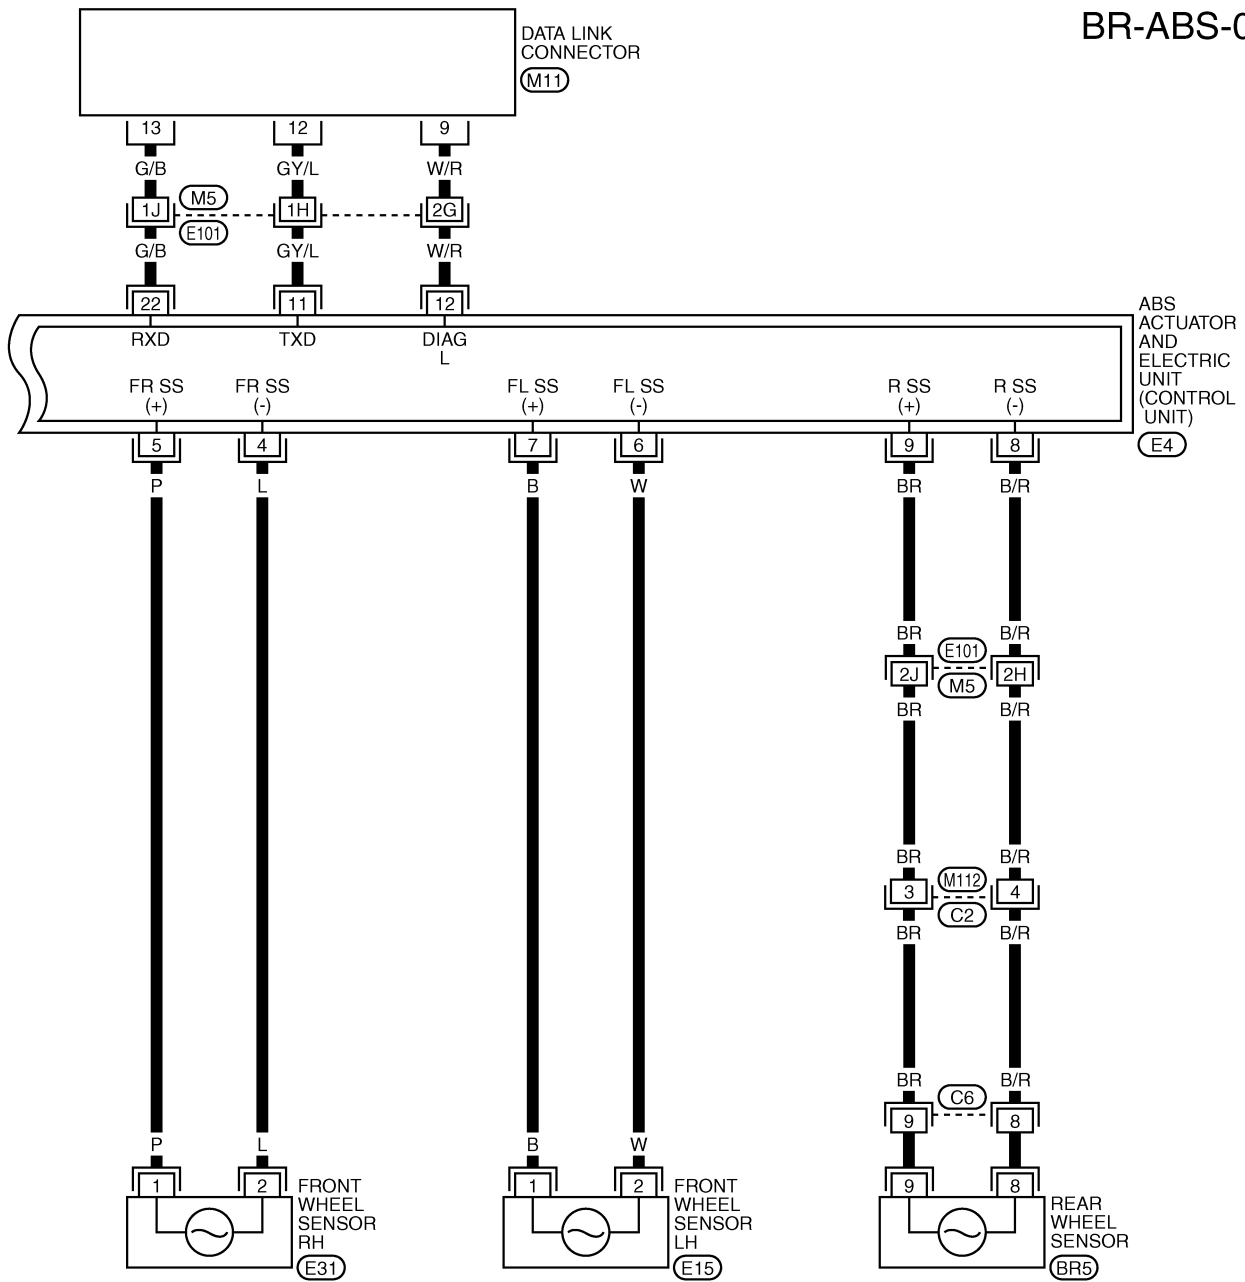 BR-ABS-0
DATA LINK
CONNECTOR
M11
13 12 9
G/B GY/L W/R
M5
1J 1H 2G
E101
G/B GY/L W/R
22 11 12
RXD TXD DIAG
L
ABS
ACTUATOR
AND
ELECTRIC
UNIT
(CONTROL
UNIT)
E4
FR SS FR SS FL SS FL SS R SS R SS
(+) (-) (+) (-) (+) (-)
5 4 7 6 9 8
P L B W BR B/R
BR B/R
E101
2J 2H
M5
BR B/R
BR B/R
M112
3 4
C2
BR B/R
BR B/R
C6
9 8
P L B W
1 2 1 2 9 8
FRONT
WHEEL
SENSOR
RH
E31
FRONT
WHEEL
SENSOR
LH
E15
REAR
WHEEL
SENSOR
BR5